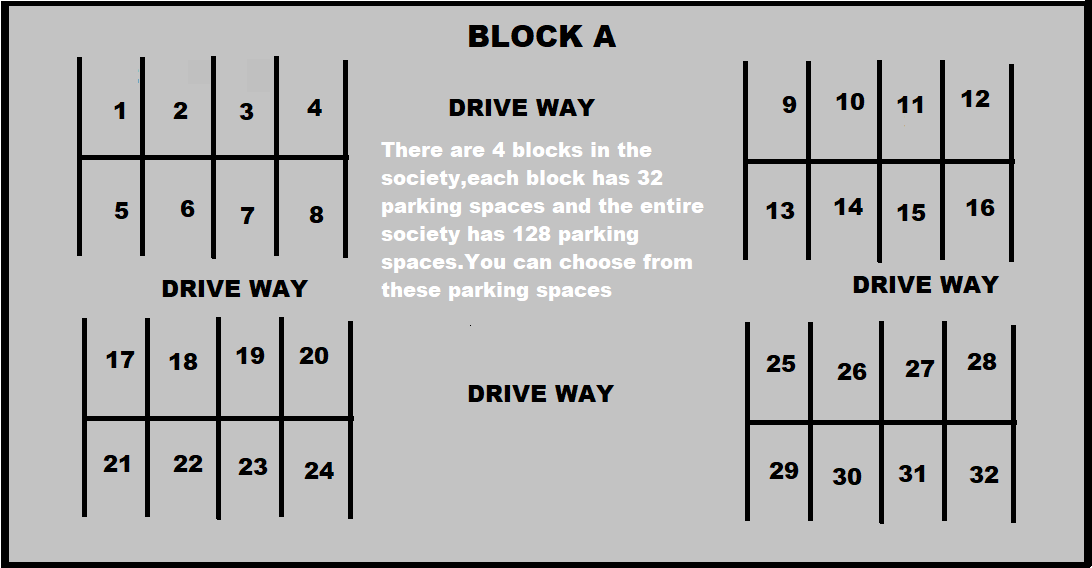 BLOCK A
1 2 3 4
DRIVE WAY
9 10 11 12
There are 4 blocks in the
society,each block has 32
parking spaces and the entire
society has 128 parking
spaces.You can choose from
these parking spaces
5 6 7 8
13 14 15 16
DRIVE WAY
DRIVE WAY
17 18 19 20
25 26 27 28
DRIVE WAY
21 22 23 24
29 30 31 32